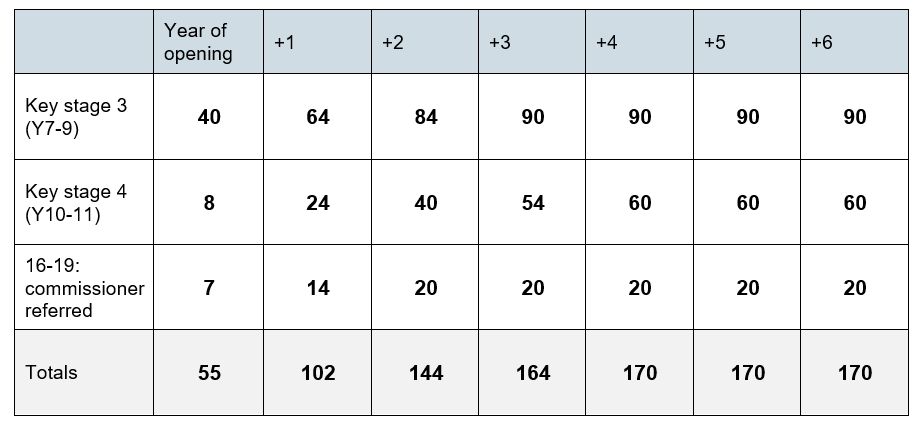 Year of opening +1 +2 +3 +4 +5 +6
Key stage 3 (Y7-9) 40 64 84 90 90 90 90
Key stage 4 (Y10-11) 8 24 40 54 60 60 60
16-19: commissioner referred 7 14 20 20 20 20 20
Totals 55 102 144 164 170 170 170